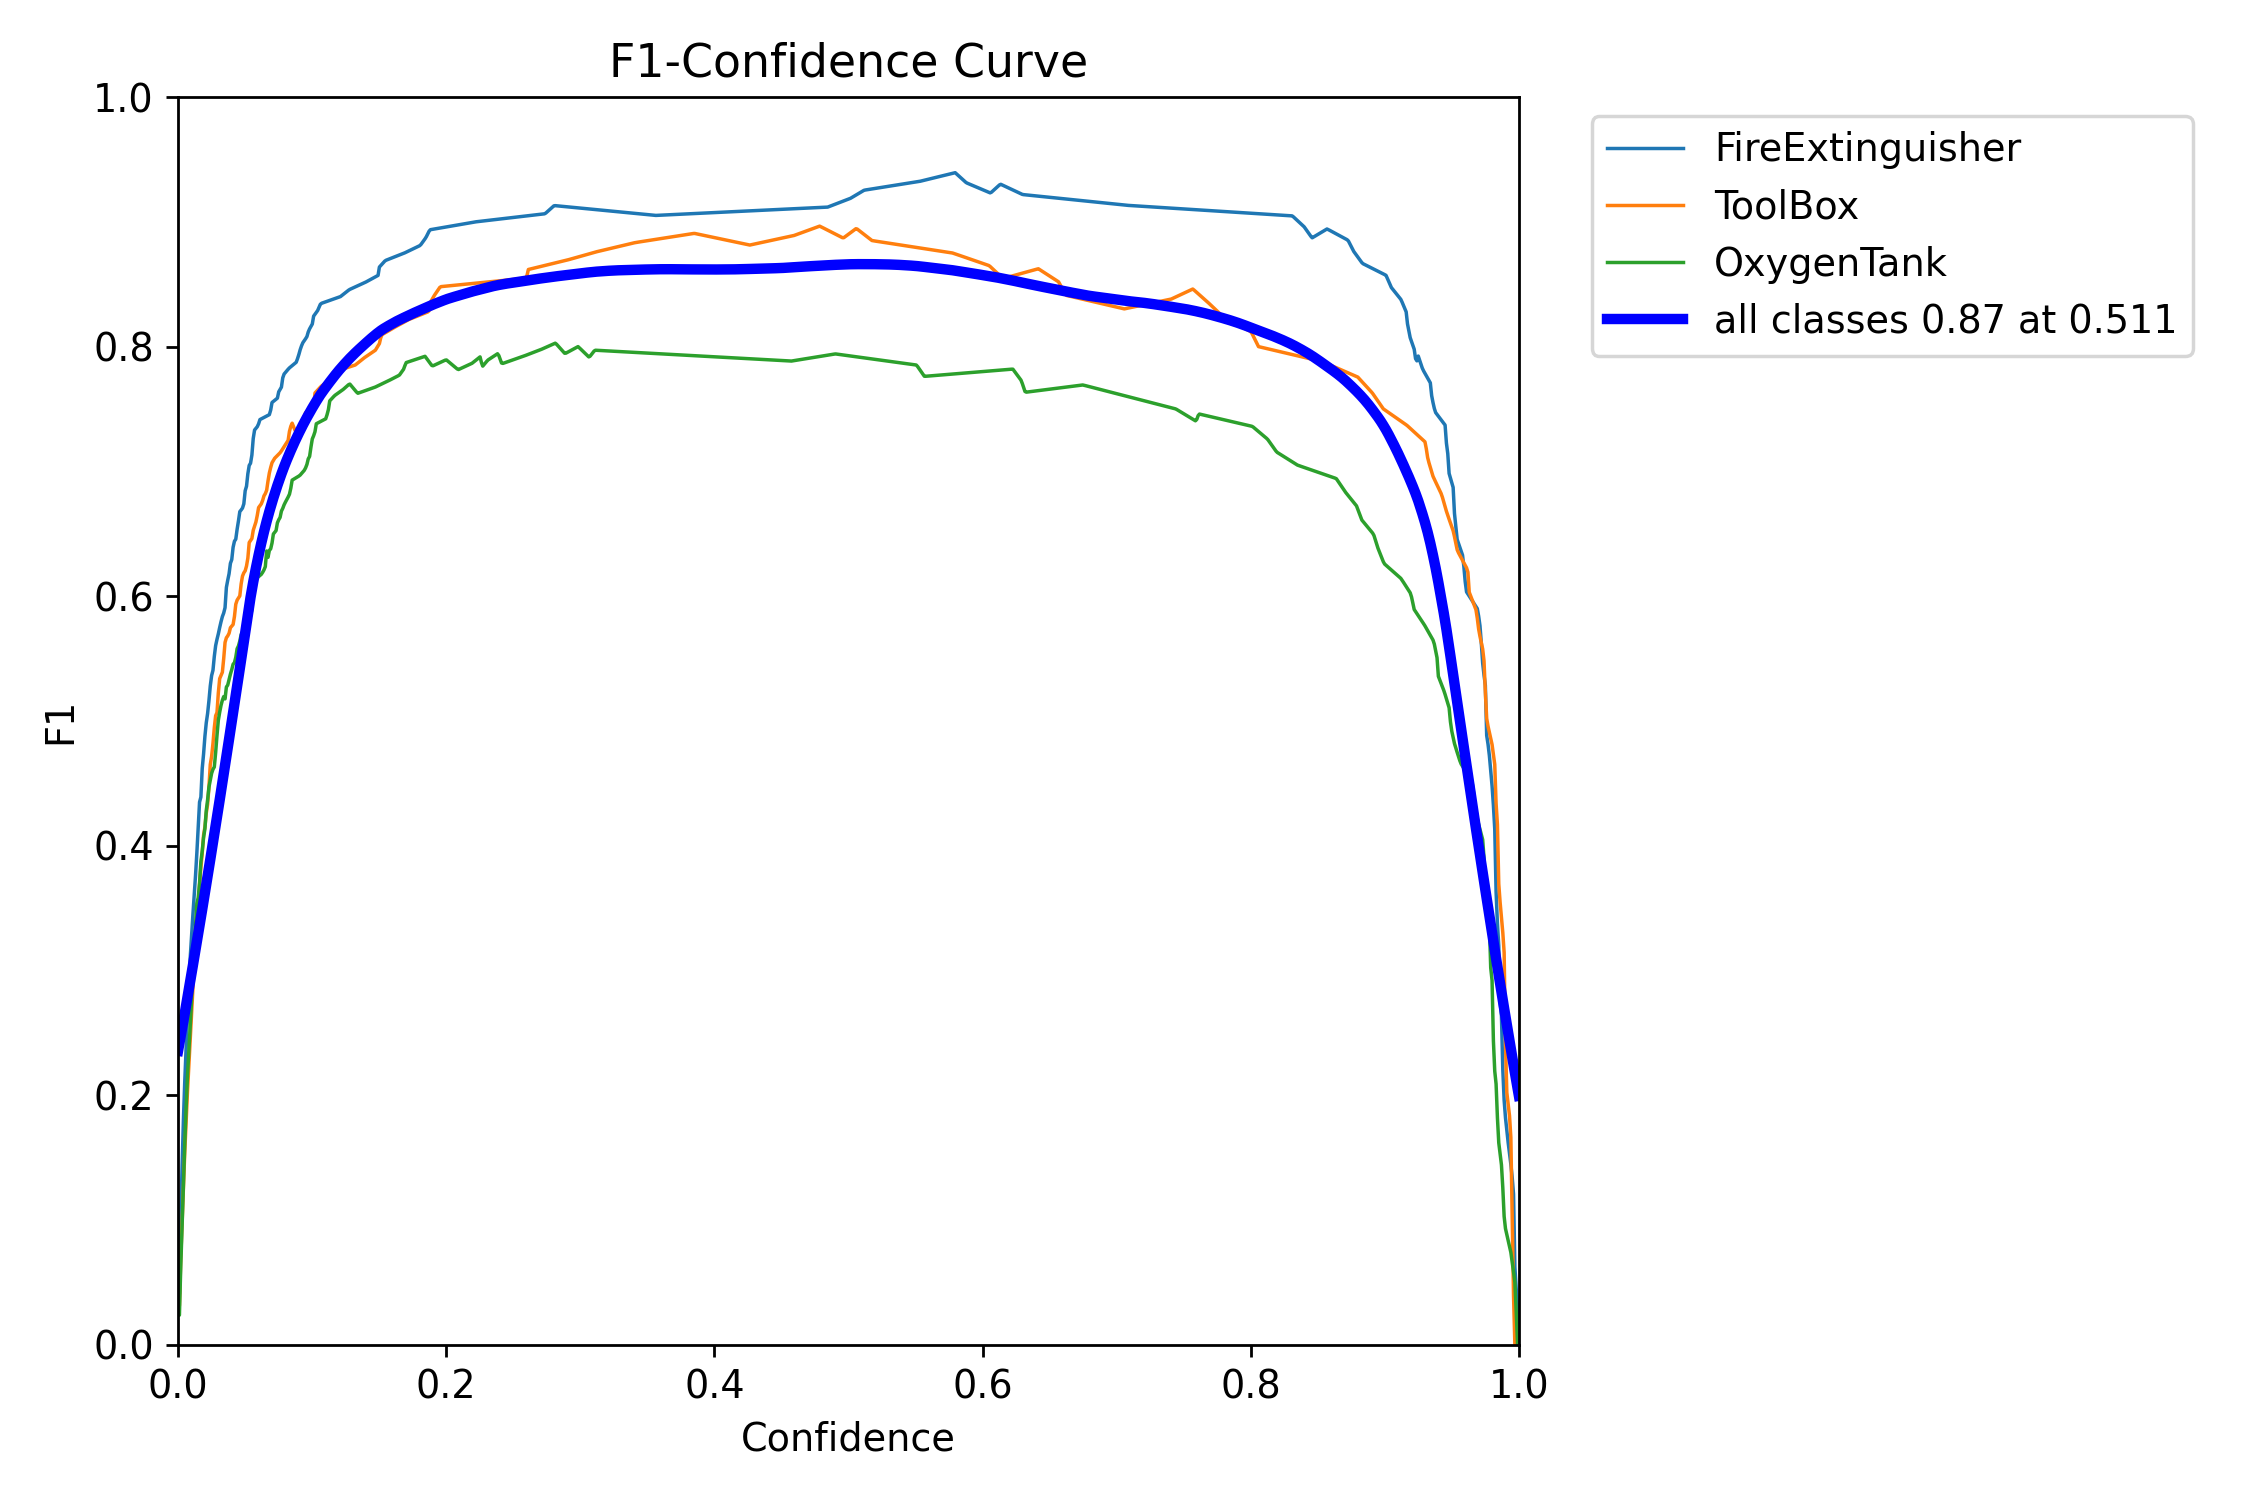 F1-Confidence Curve
1.0
0.8
0.6
0.4
0.2
0.0
F1
0.0 0.2 0.4 0.6 0.8 1.0
Confidence
FireExtinguisher
ToolBox
OxygenTank
all classes 0.87 at 0.511